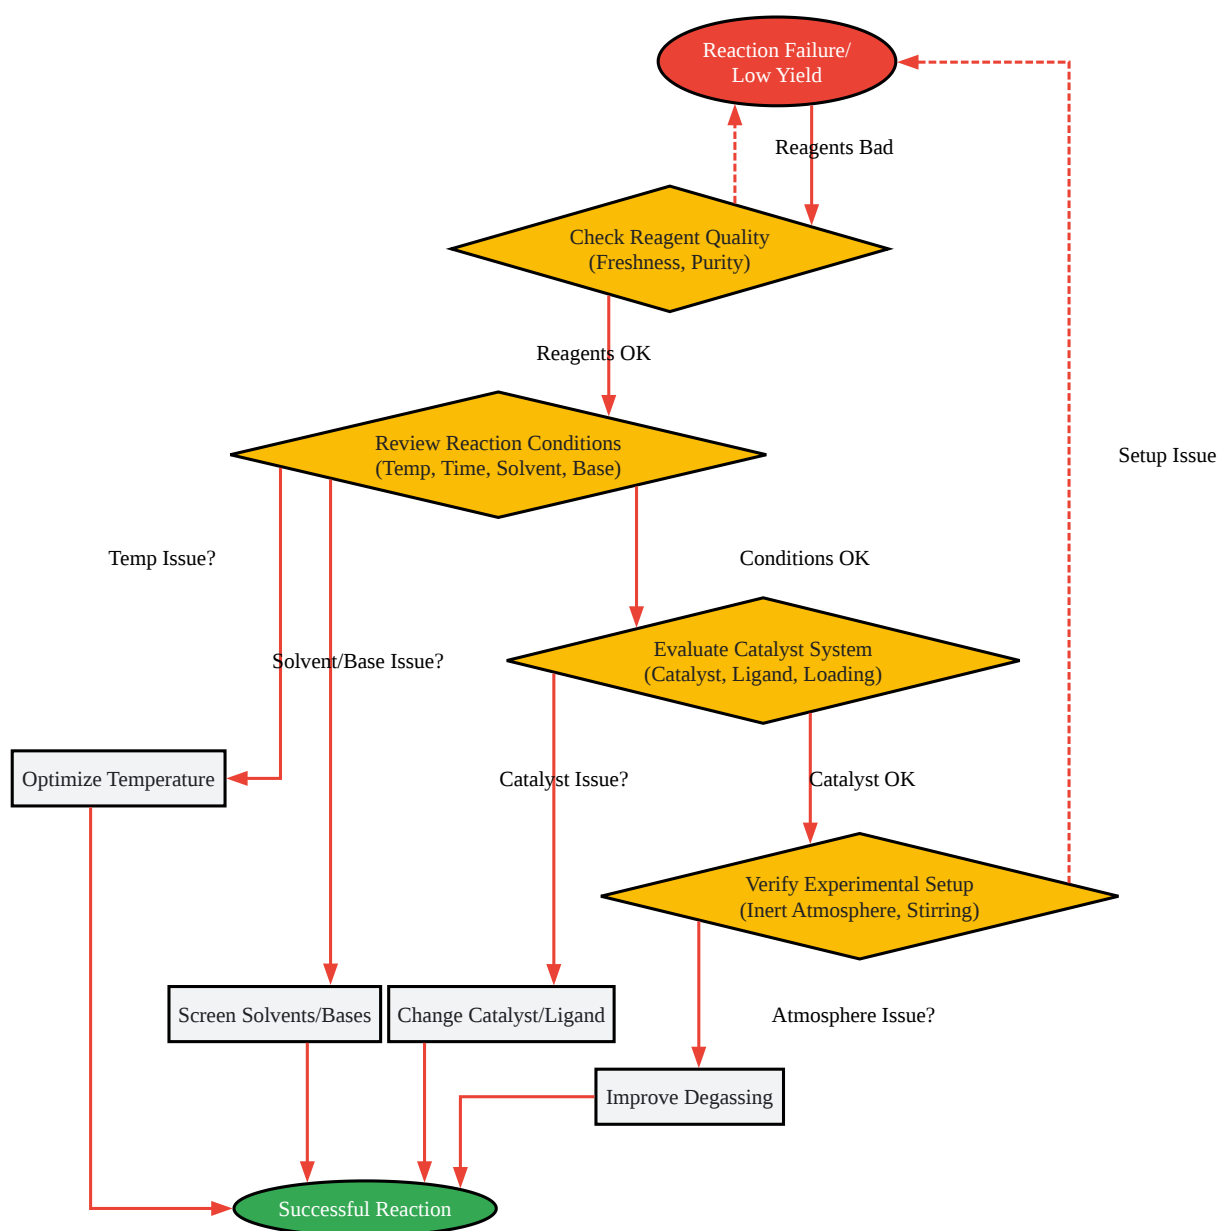 Reaction Failure/
Low Yield
Reagents Bad
Check Reagent Quality
(Freshness, Purity)
Reagents OK
Review Reaction Conditions
(Temp, Time, Solvent, Base)
Setup Issue
Temp Issue?
Conditions OK
Solvent/Base Issue?
Evaluate Catalyst System
(Catalyst, Ligand, Loading)
Optimize Temperature
Catalyst Issue?
Catalyst OK
Verify Experimental Setup
(Inert Atmosphere, Stirring)
Screen Solvents/Bases
Change Catalyst/Ligand
Atmosphere Issue?
Improve Degassing
Successful Reaction